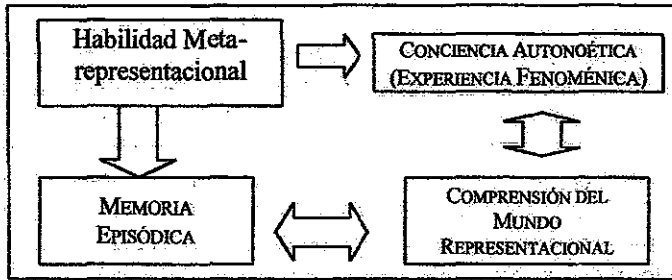 Habilidad Meta-
representacional
CONCIENCIA AUTONOÉTICA
(EXPERIENCIA FENOMÉNICA)
MEMORIA
EPISÓDICA
COMPRENSIÓN DEL
MUNDO
REPRESENTACIONAL